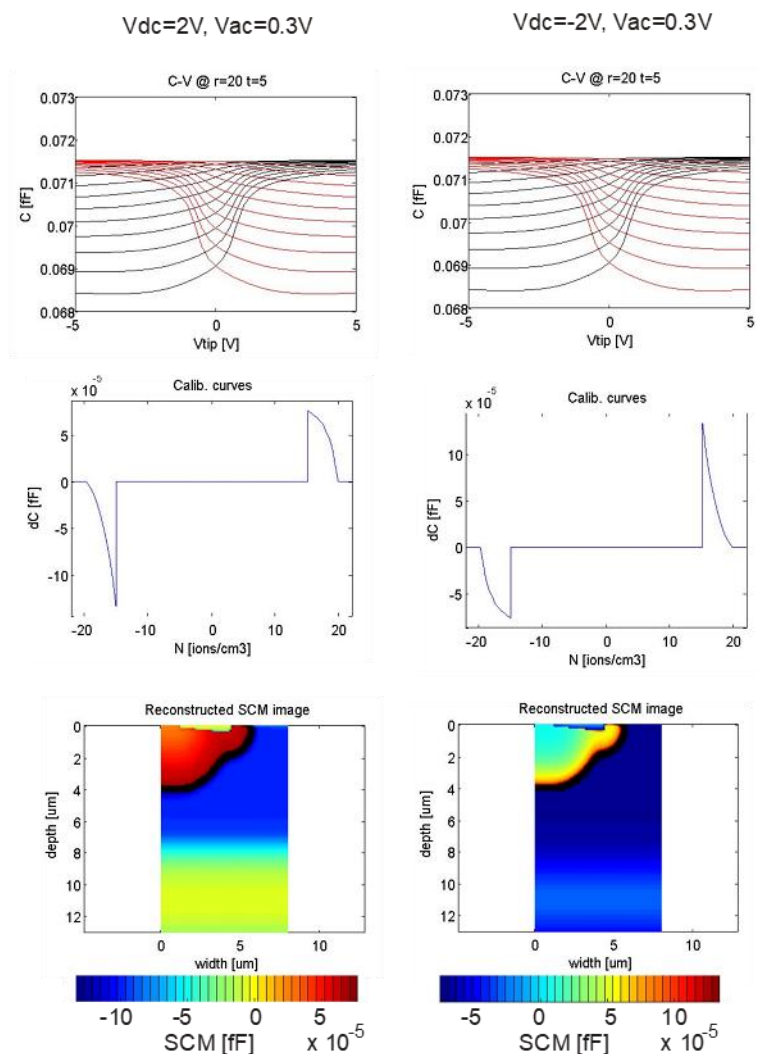 Vdc=2V, Vac=0.3V
C-V @ r=20 t=5
0.073
0.072
0.071
0.07
0.069
0.068
C [fF]
-5
0
5
Vtip [V]
x 10-5
Calib. curves
5
0
-5
-10
dC [fF]
-20
-10
0
10
20
N [ions/cm3]
Reconstructed SCM image
0
2
4
6
8
10
12
depth [um]
0
5
10
width [um]
-10
-5
0
5
x 10-5
SCM [fF]
Vdc=-2V, Vac=0.3V
C-V @ r=20 t=5
0.073
0.072
0.071
0.07
0.069
0.068
C [fF]
-5
0
5
Vtip [V]
x 10-5
Calib. curves
10
5
0
-5
dC [fF]
-20
-10
0
10
20
N [ions/cm3]
Reconstructed SCM image
0
2
4
6
8
10
12
depth [um]
0
5
10
width [um]
-5
0
5
10
x 10-5
SCM [fF]